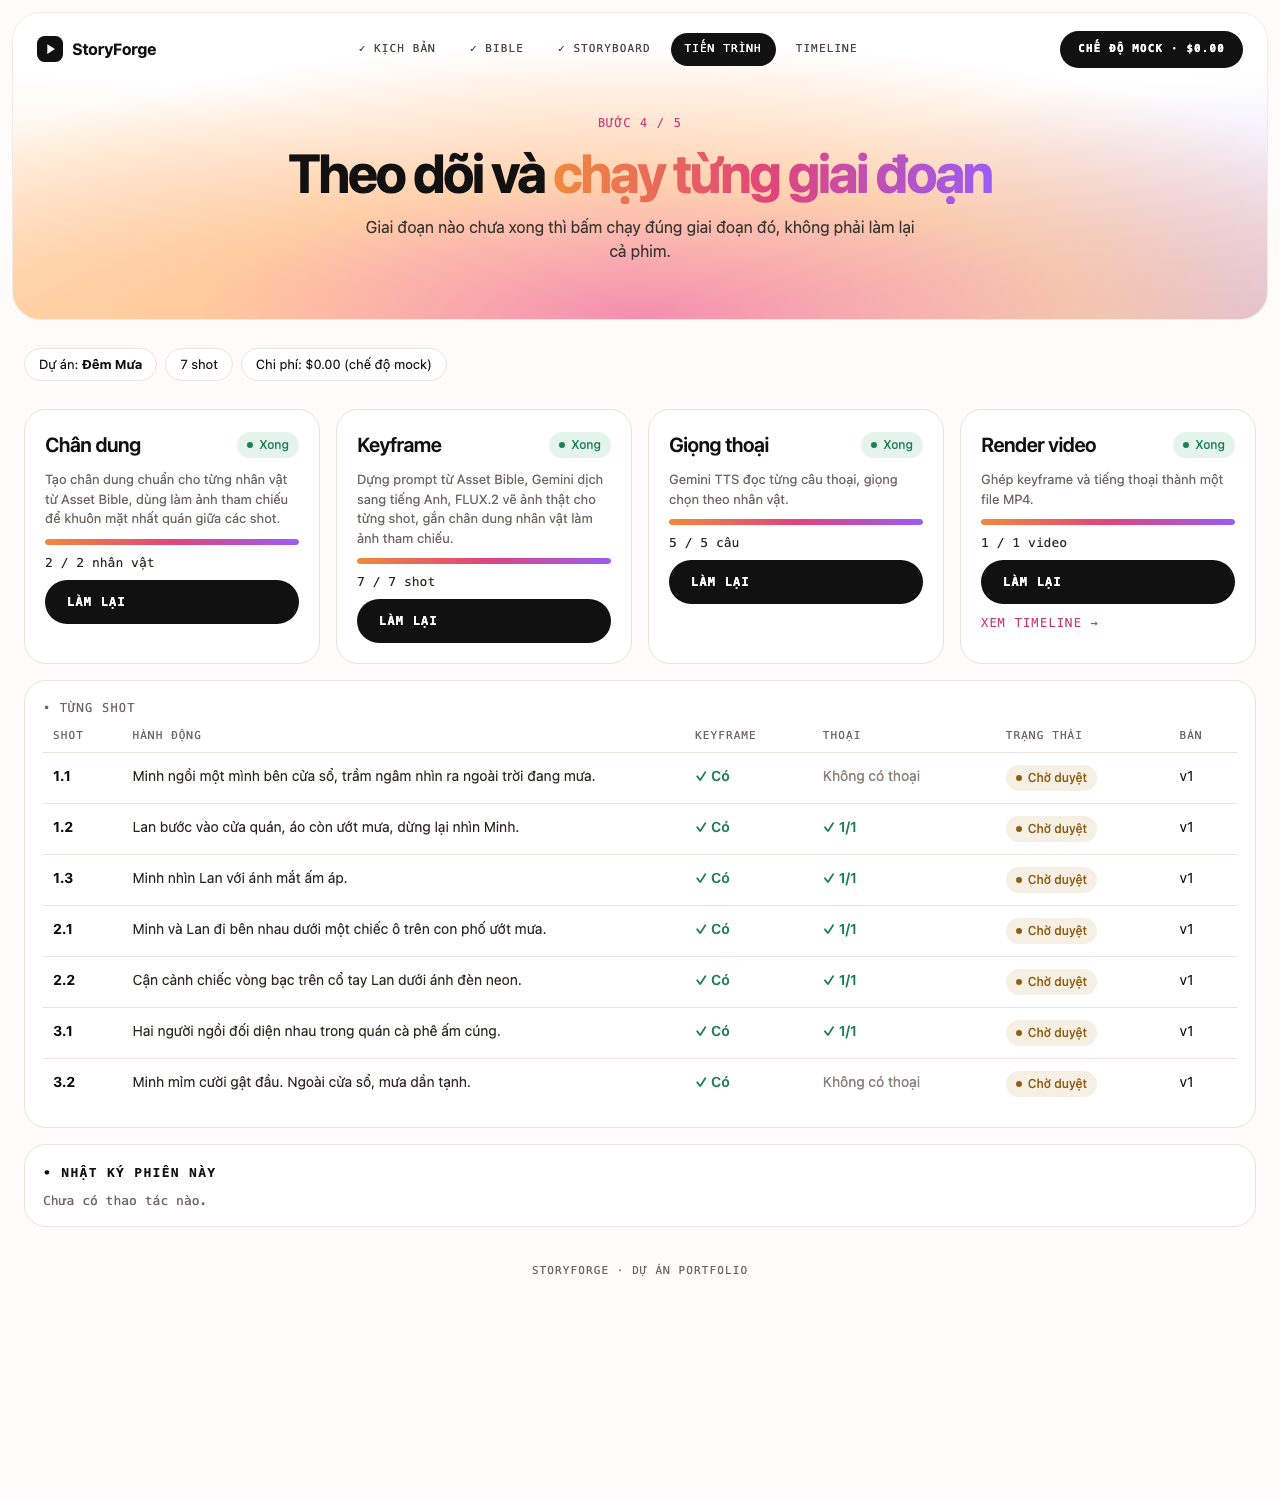 StoryForge
✓ KỊCH BẢN
✓ BIBLE
✓ STORYBOARD
TIẾN TRÌNH
TIMELINE
CHẾ ĐỘ MOCK · $0.00
BƯỚC 4 / 5
Theo dõi và chạy từng giai đoạn
Giai đoạn nào chưa xong thì bấm chạy đúng giai đoạn đó, không phải làm lại
cả phim.
Dự án: Đêm Mưa
7 shot
Chi phí: $0.00 (chế độ mock)
Chân dung
• Xong
Tạo chân dung chuẩn cho từng nhân vật
từ Asset Bible, dùng làm ảnh tham chiếu
để khuôn mặt nhất quán giữa các shot.
2 / 2 nhân vật
LÀM LẠI
Keyframe
• Xong
Dựng prompt từ Asset Bible, Gemini dịch
sang tiếng Anh, FLUX.2 vẽ ảnh thật cho
từng shot, gắn chân dung nhân vật làm
ảnh tham chiếu.
7 / 7 shot
LÀM LẠI
Giọng thoại
• Xong
Gemini TTS đọc từng câu thoại, giọng
chọn theo nhân vật.
5 / 5 câu
LÀM LẠI
Render video
• Xong
Ghép keyframe và tiếng thoại thành một
file MP4.
1 / 1 video
LÀM LẠI
XEM TIMELINE →
• TỪNG SHOT
SHOT HÀNH ĐỘNG KEYFRAME THOẠI TRẠNG THÁI BẢN
1.1 Minh ngồi một mình bên cửa sổ, trầm ngâm nhìn ra ngoài trời đang mưa. ✓ Có Không có thoại • Chờ duyệt v1
1.2 Lan bước vào cửa quán, áo còn ướt mưa, dừng lại nhìn Minh. ✓ Có ✓ 1/1 • Chờ duyệt v1
1.3 Minh nhìn Lan với ánh mắt ấm áp. ✓ Có ✓ 1/1 • Chờ duyệt v1
2.1 Minh và Lan đi bên nhau dưới một chiếc ô trên con phố ướt mưa. ✓ Có ✓ 1/1 • Chờ duyệt v1
2.2 Cận cảnh chiếc vòng bạc trên cổ tay Lan dưới ánh đèn neon. ✓ Có ✓ 1/1 • Chờ duyệt v1
3.1 Hai người ngồi đối diện nhau trong quán cà phê ấm cúng. ✓ Có ✓ 1/1 • Chờ duyệt v1
3.2 Minh mỉm cười gật đầu. Ngoài cửa sổ, mưa dần tạnh. ✓ Có Không có thoại • Chờ duyệt v1
• NHẬT KÝ PHIÊN NÀY
Chưa có thao tác nào.
STORYFORGE · DỰ ÁN PORTFOLIO